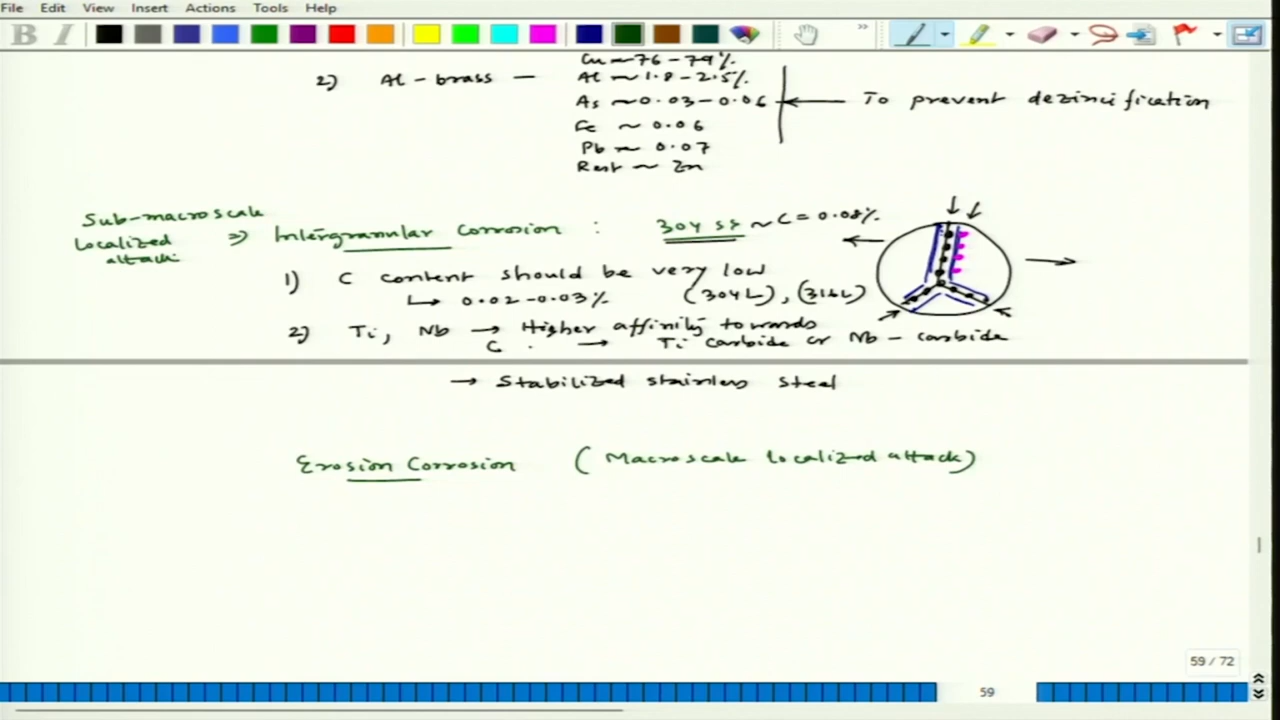 File Edit View Insert Actions Tools Help
B I
Cu ~ 76 - 79%
2) Al - brass — Al ~ 1.8 - 2.5%
As ~ 0.03 - 0.06 ← To prevent dezincification
Fe ~ 0.06
Pb ~ 0.07
Rest ~ Zn
Sub-macroscale
localized
attack
⇒ Intergranular Corrosion : 304 SS ~ C = 0.08%
1) C content should be very low
↳ 0.02 - 0.03% (304L), (316L)
2) Ti, Nb → Higher affinity towards
C → Ti carbide or Nb - carbide
→ Stabilized stainless steel
Erosion Corrosion (Macroscale localized attack)
59 / 72
59